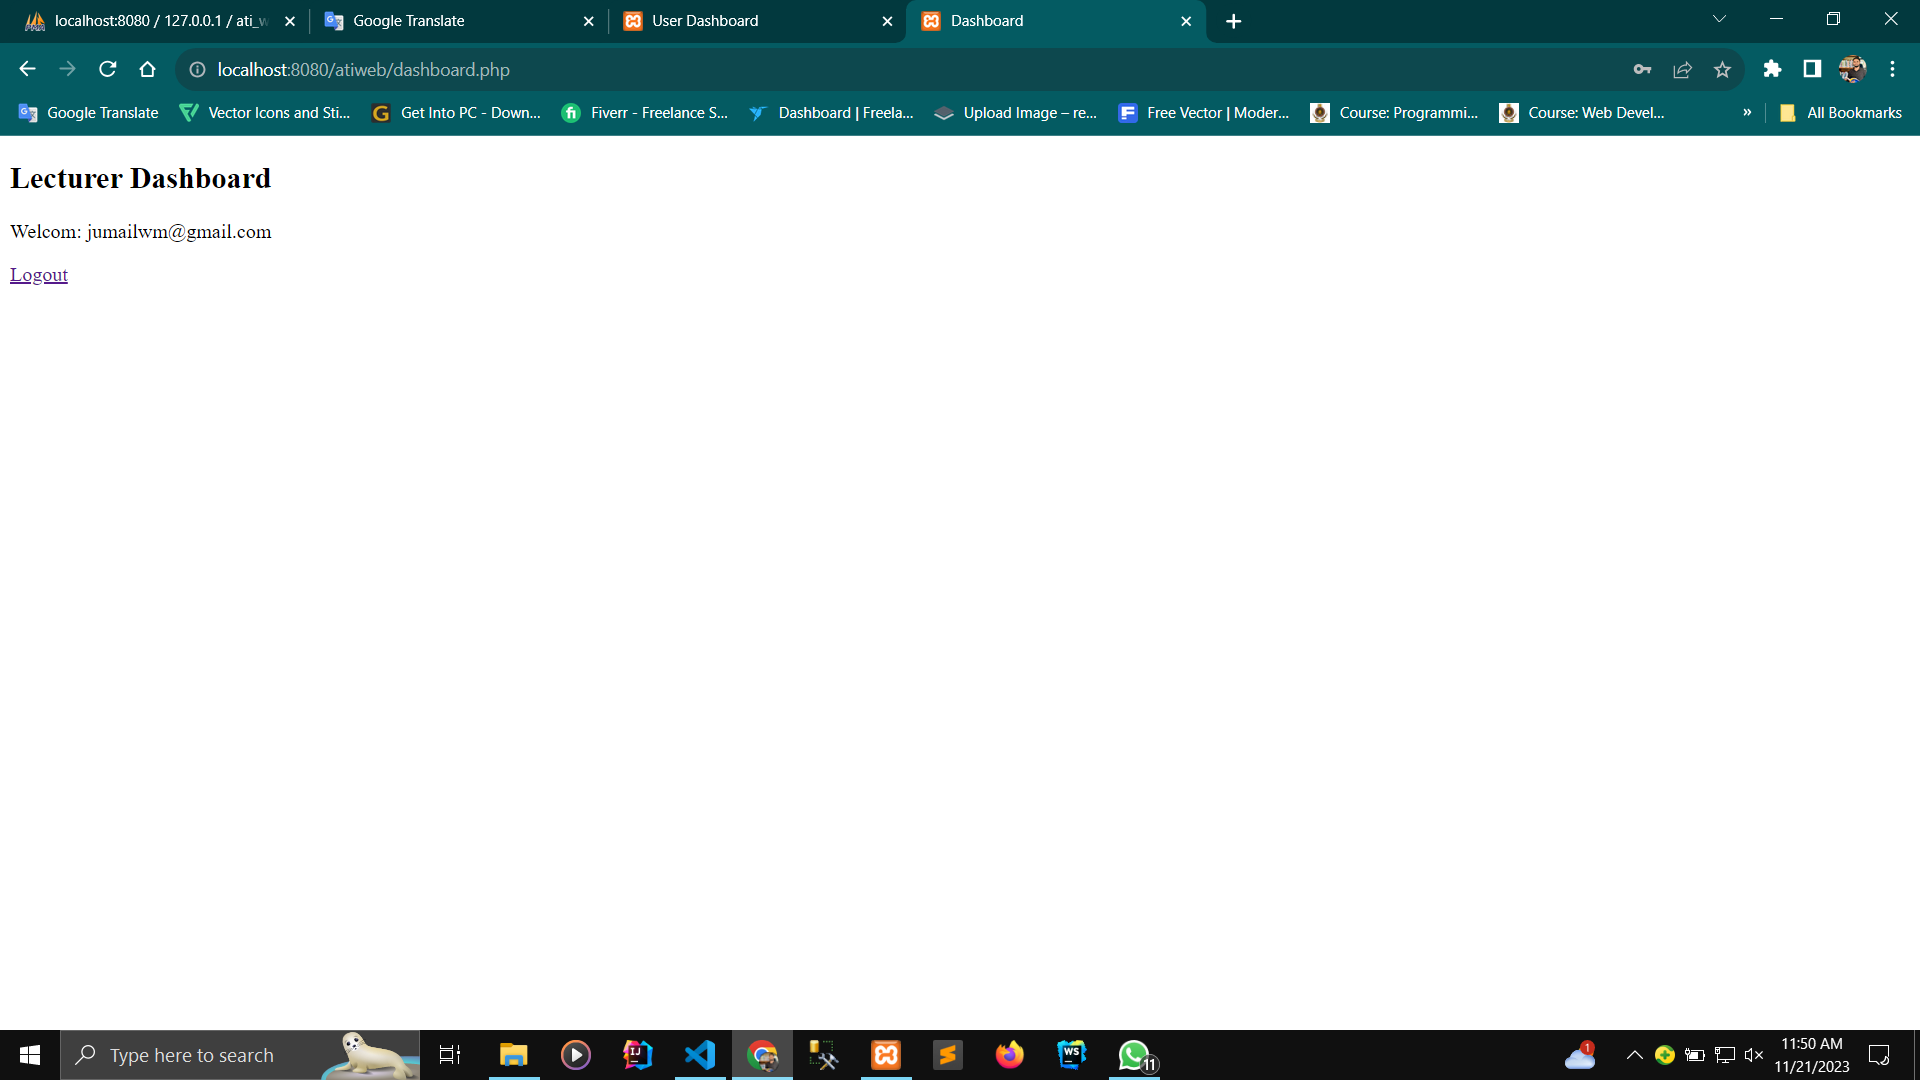 localhost:8080 / 127.0.0.1 / ati_w
Google Translate
User Dashboard
Dashboard
localhost:8080/atiweb/dashboard.php
Google Translate
Vector Icons and Sti...
Get Into PC - Down...
Fiverr - Freelance S...
Dashboard | Freela...
Upload Image – re...
Free Vector | Moder...
Course: Programmi...
Course: Web Devel...
»
All Bookmarks
Lecturer Dashboard
Welcom: jumailwm@gmail.com
Logout
Type here to search
IJ
WS
11
1
11:50 AM
11/21/2023